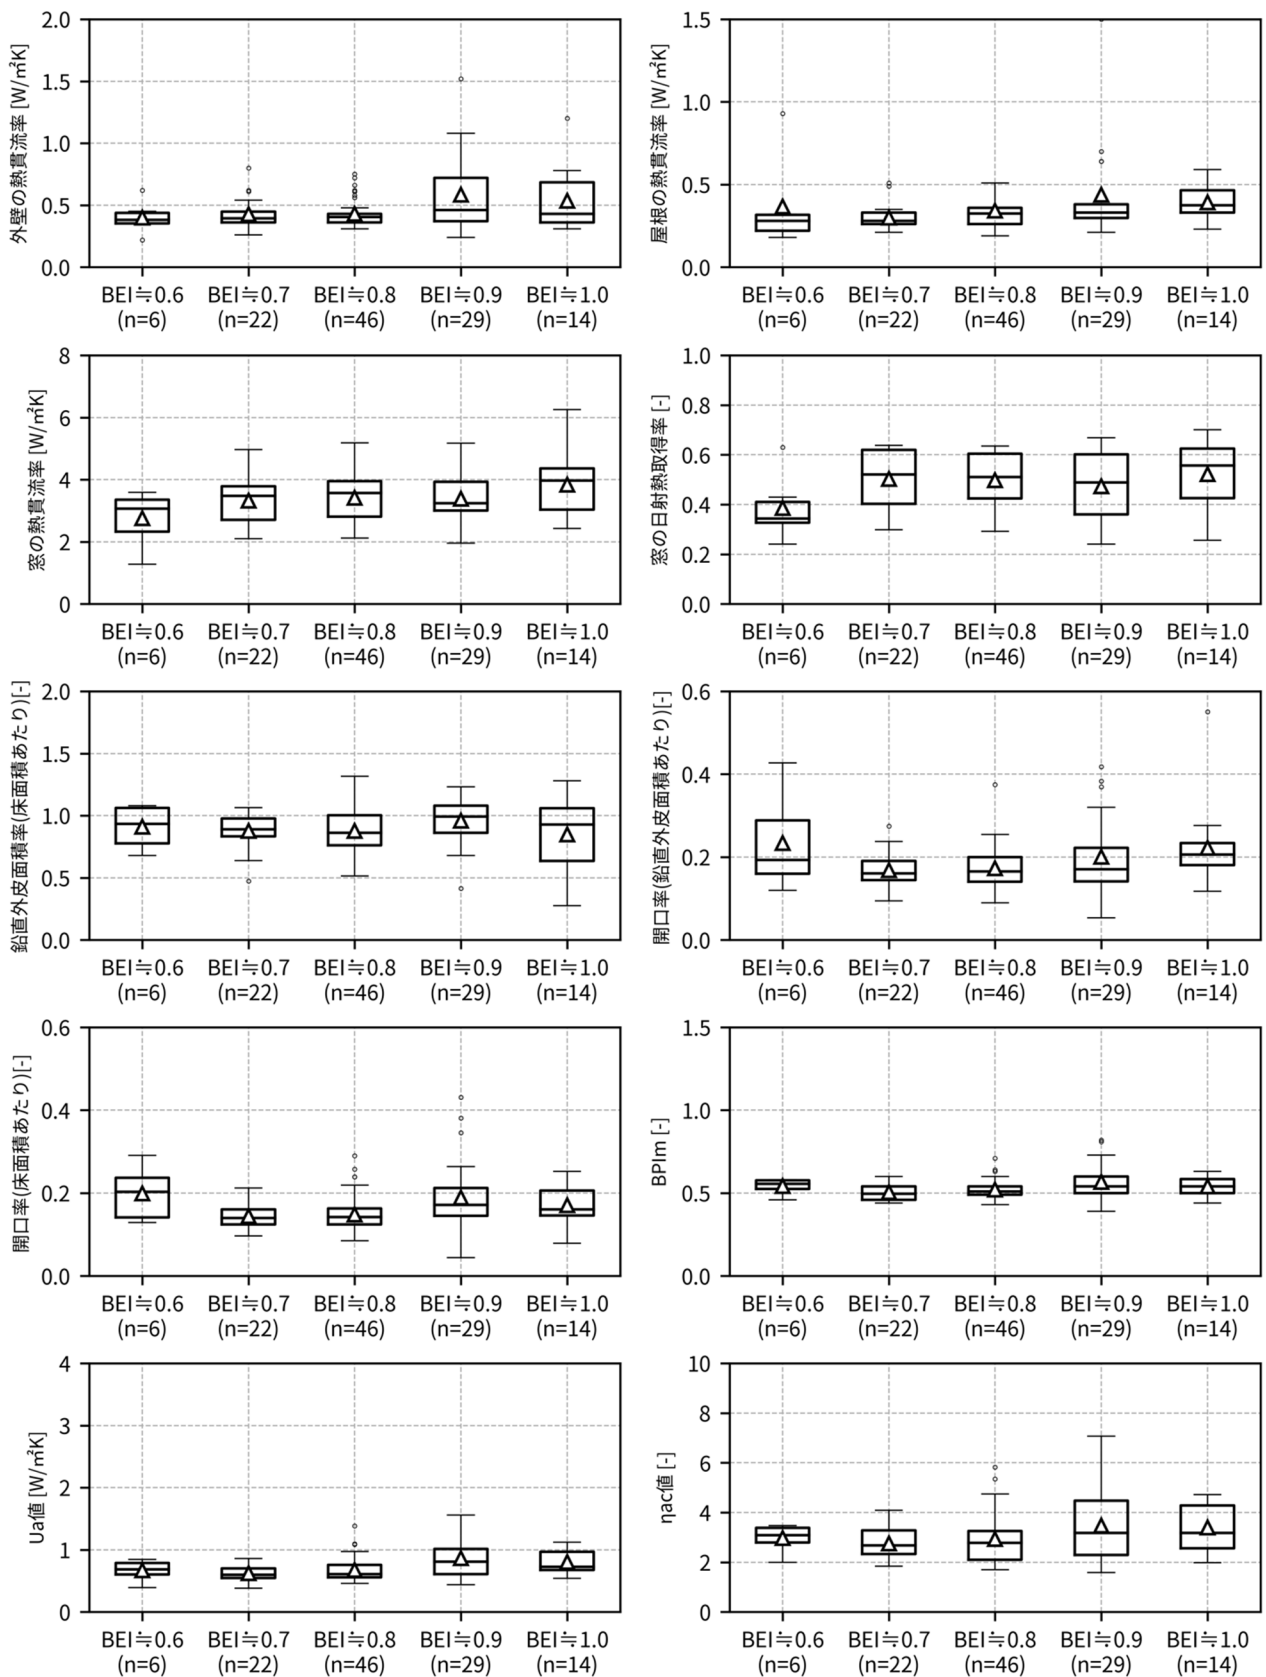 外壁の熱貫流率 [W/㎡K]
2.0
1.5
1.0
0.5
0.0
BEI≒0.6 BEI≒0.7 BEI≒0.8 BEI≒0.9 BEI≒1.0
(n=6) (n=22) (n=46) (n=29) (n=14)
屋根の熱貫流率 [W/㎡K]
1.5
1.0
0.5
0.0
BEI≒0.6 BEI≒0.7 BEI≒0.8 BEI≒0.9 BEI≒1.0
(n=6) (n=22) (n=46) (n=29) (n=14)
窓の熱貫流率 [W/㎡K]
8
6
4
2
0
BEI≒0.6 BEI≒0.7 BEI≒0.8 BEI≒0.9 BEI≒1.0
(n=6) (n=22) (n=46) (n=29) (n=14)
窓の日射熱取得率 [-]
1.0
0.8
0.6
0.4
0.2
0.0
BEI≒0.6 BEI≒0.7 BEI≒0.8 BEI≒0.9 BEI≒1.0
(n=6) (n=22) (n=46) (n=29) (n=14)
鉛直外皮面積率(床面積あたり)[-]
2.0
1.5
1.0
0.5
0.0
BEI≒0.6 BEI≒0.7 BEI≒0.8 BEI≒0.9 BEI≒1.0
(n=6) (n=22) (n=46) (n=29) (n=14)
開口率(鉛直外皮面積あたり)[-]
0.6
0.4
0.2
0.0
BEI≒0.6 BEI≒0.7 BEI≒0.8 BEI≒0.9 BEI≒1.0
(n=6) (n=22) (n=46) (n=29) (n=14)
開口率(床面積あたり)[-]
0.6
0.4
0.2
0.0
BEI≒0.6 BEI≒0.7 BEI≒0.8 BEI≒0.9 BEI≒1.0
(n=6) (n=22) (n=46) (n=29) (n=14)
BPIm [-]
1.5
1.0
0.5
0.0
BEI≒0.6 BEI≒0.7 BEI≒0.8 BEI≒0.9 BEI≒1.0
(n=6) (n=22) (n=46) (n=29) (n=14)
Ua値 [W/㎡K]
4
3
2
1
0
BEI≒0.6 BEI≒0.7 BEI≒0.8 BEI≒0.9 BEI≒1.0
(n=6) (n=22) (n=46) (n=29) (n=14)
ηac値 [-]
10
8
6
4
2
0
BEI≒0.6 BEI≒0.7 BEI≒0.8 BEI≒0.9 BEI≒1.0
(n=6) (n=22) (n=46) (n=29) (n=14)